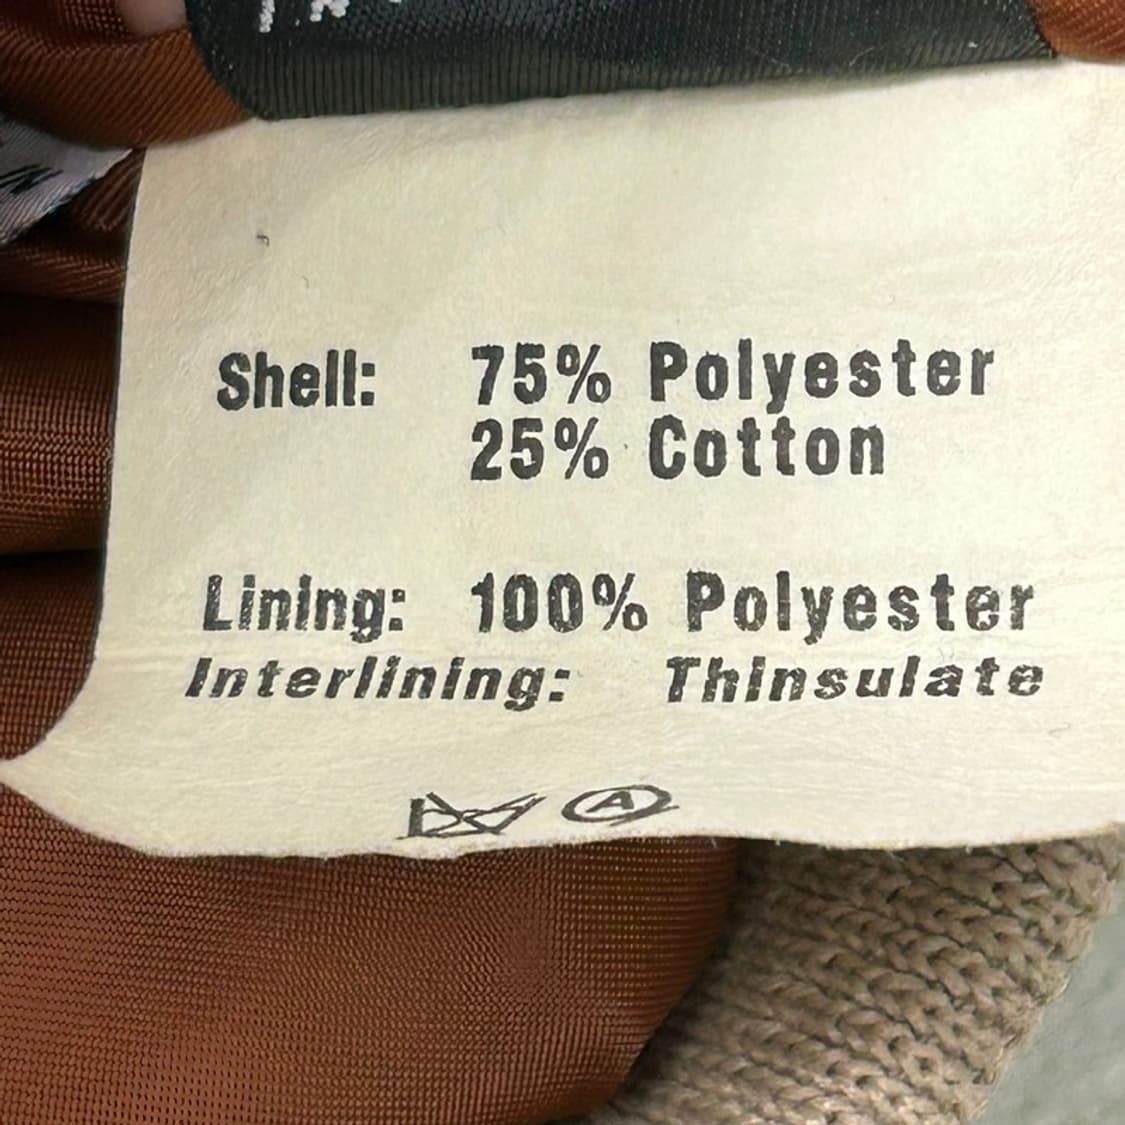 Shell: 75% Polyester
25% Cotton
Lining: 100% Polyester
Interlining: Thinsulate
A